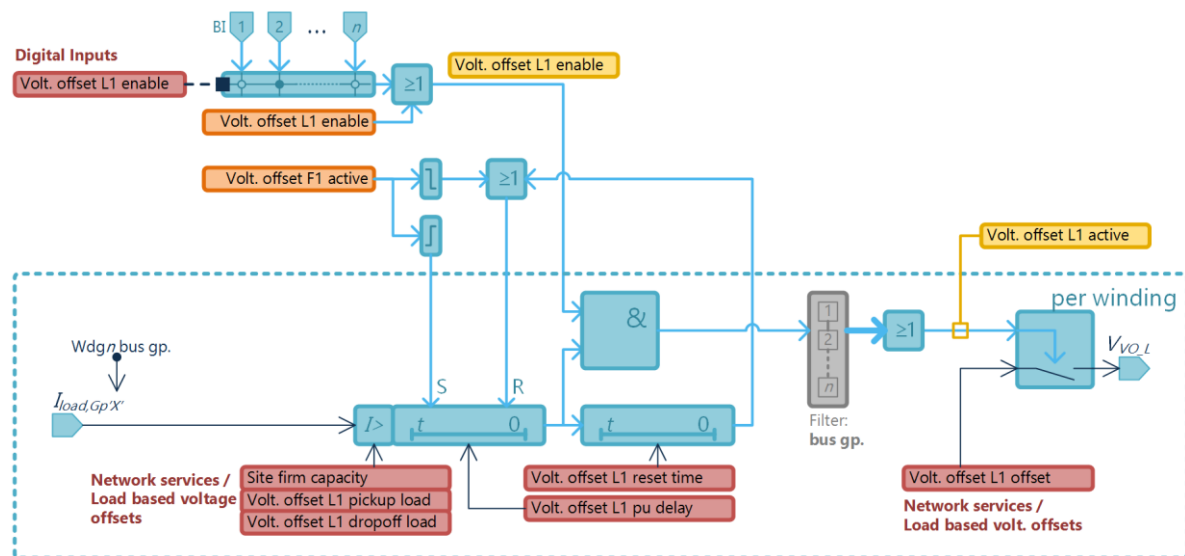 BI
1
2
...
n
Digital Inputs
Volt. offset L1 enable
≥1
Volt. offset L1 enable
Volt. offset L1 enable
Volt. offset F1 active
≥1
Volt. offset L1 active
per winding
&
1
2
n
≥1
Wdgn bus gp.
V_VO_L
I_load,Gp'X'
S
R
I>
t 0
t 0
Filter:
bus gp.
Network services /
Load based voltage
offsets
Site firm capacity
Volt. offset L1 pickup load
Volt. offset L1 dropoff load
Volt. offset L1 reset time
Volt. offset L1 pu delay
Volt. offset L1 offset
Network services /
Load based volt. offsets